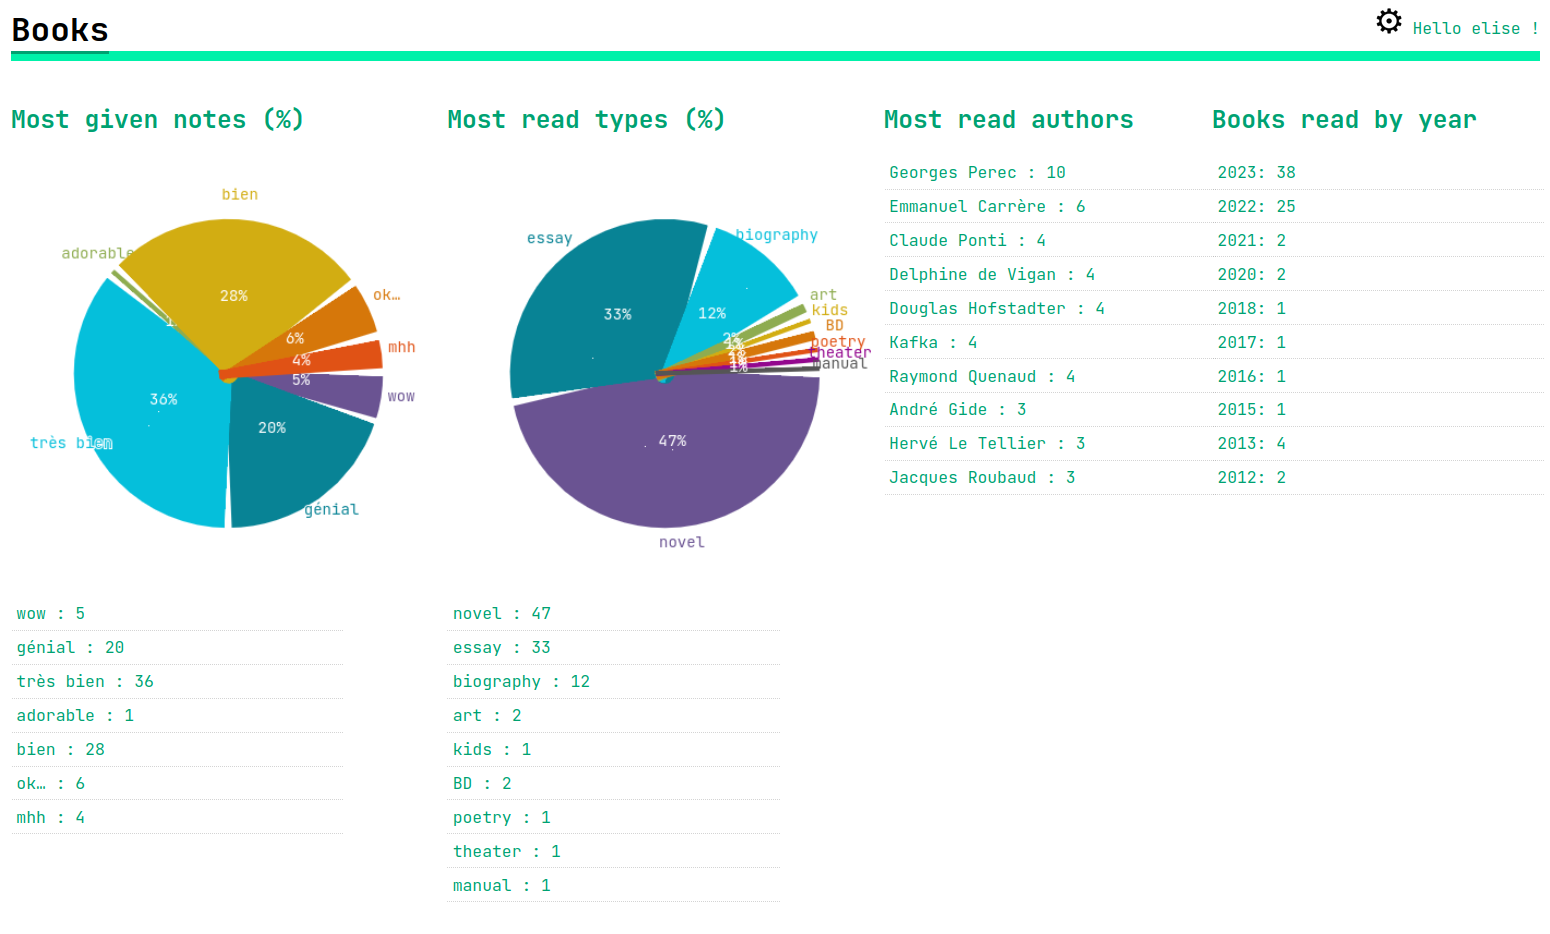 Books
⚙ Hello elise !
Most given notes (%)
bien
adorable
ok…
mhh
wow
génial
très bien
28%
6%
4%
5%
20%
36%
wow : 5
génial : 20
très bien : 36
adorable : 1
bien : 28
ok… : 6
mhh : 4
Most read types (%)
essay
biography
art
kids
BD
poetry
theater
manual
novel
33%
12%
2%
1%
47%
novel : 47
essay : 33
biography : 12
art : 2
kids : 1
BD : 2
poetry : 1
theater : 1
manual : 1
Most read authors
Georges Perec : 10
Emmanuel Carrère : 6
Claude Ponti : 4
Delphine de Vigan : 4
Douglas Hofstadter : 4
Kafka : 4
Raymond Quenaud : 4
André Gide : 3
Hervé Le Tellier : 3
Jacques Roubaud : 3
Books read by year
2023: 38
2022: 25
2021: 2
2020: 2
2018: 1
2017: 1
2016: 1
2015: 1
2013: 4
2012: 2